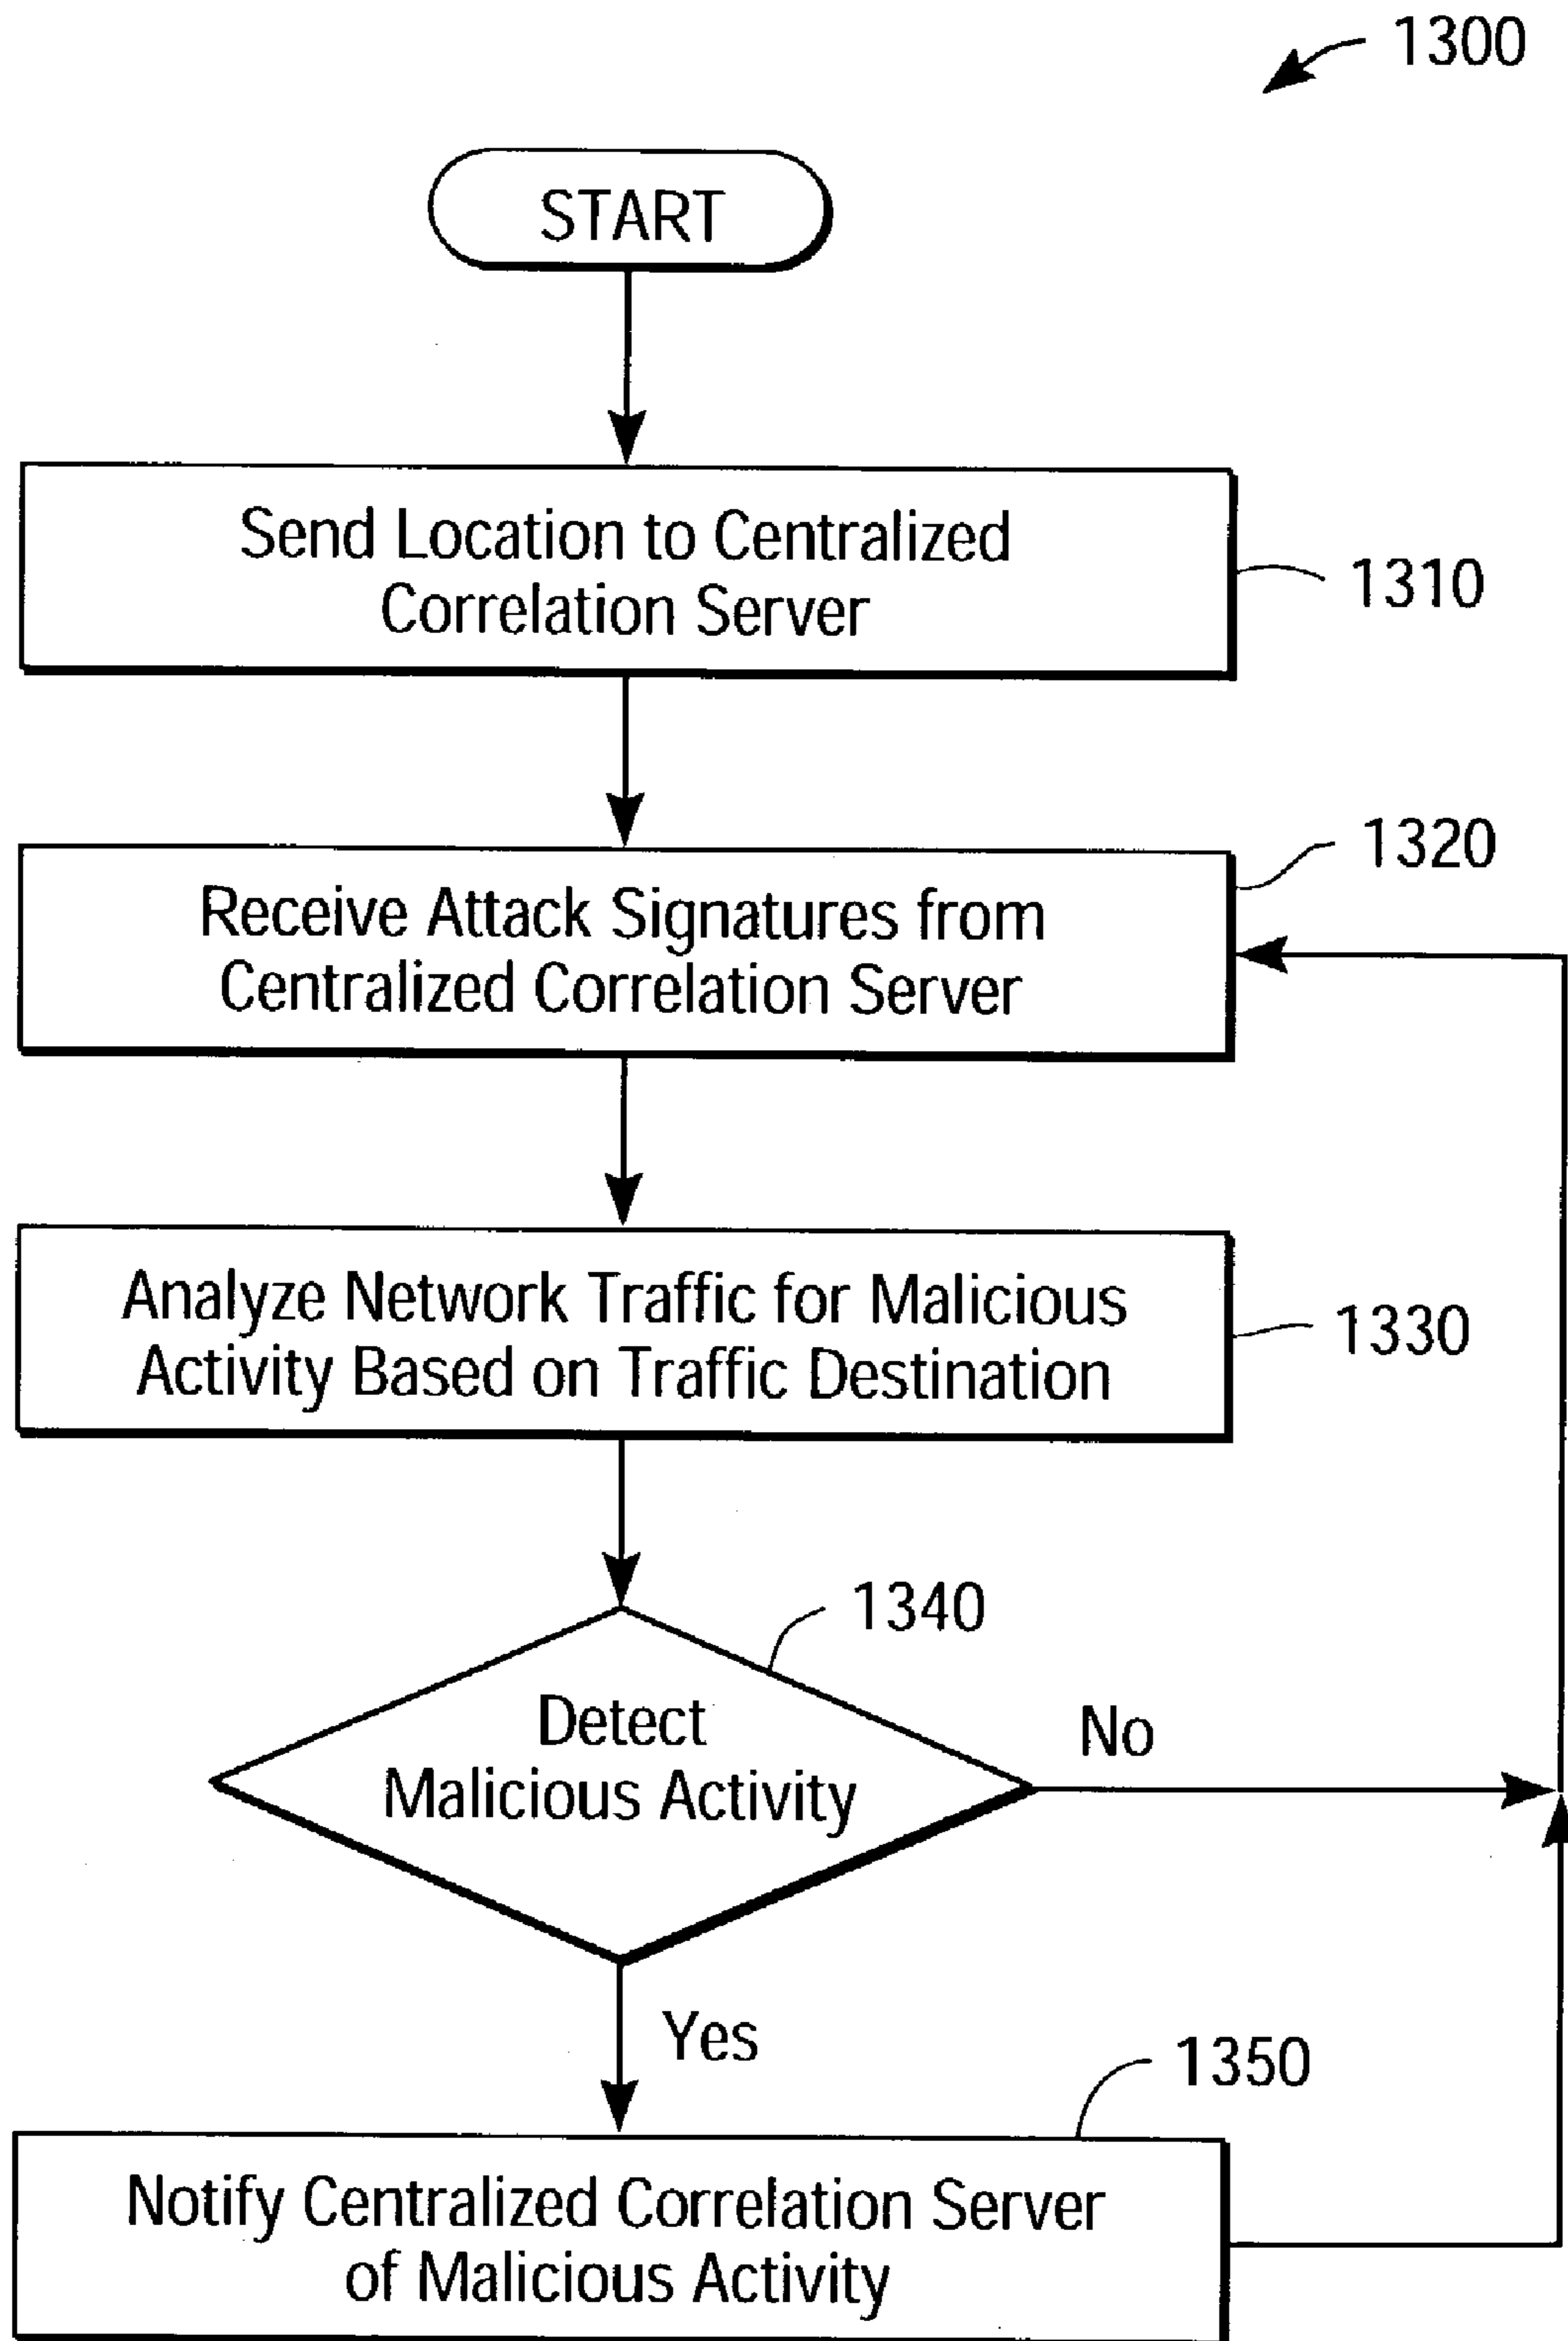 1300
START
Send Location to Centralized
Correlation Server
1310
1320
Receive Attack Signatures from
Centralized Correlation Server
Analyze Network Traffic for Malicious
Activity Based on Traffic Destination
1330
1340
Detect
Malicious Activity
No
Yes
1350
Notify Centralized Correlation Server
of Malicious Activity